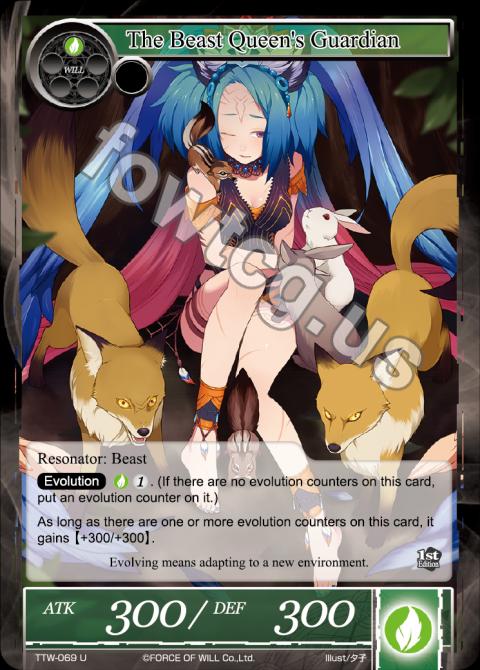 The Beast Queen's Guardian
WILL
fowtcg.us
Resonator: Beast
Evolution 1 . (If there are no evolution counters on this card,
put an evolution counter on it.)
As long as there are one or more evolution counters on this card, it
gains【+300/+300】.
1st
Edition
Evolving means adapting to a new environment.
ATK 300/ DEF 300
TTW-069 U ©FORCE OF WILL Co.,Ltd. Illust/夕子